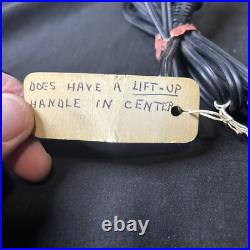 DOES HAVE A LIFT-UP
HANDLE IN CENTER